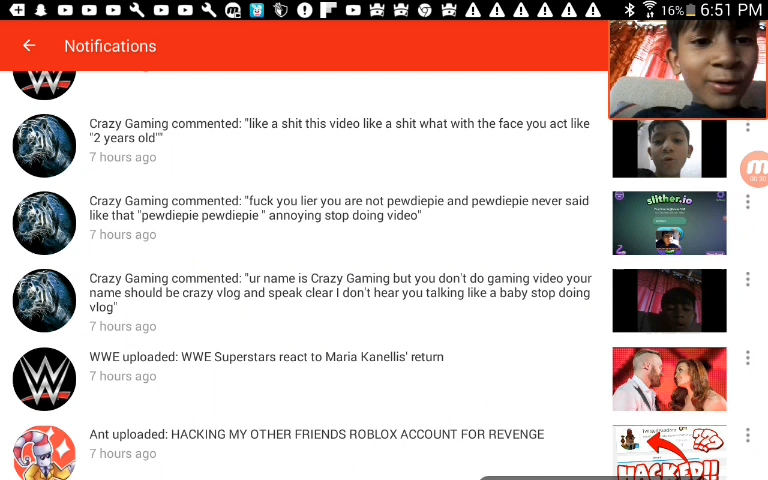 16% 6:51 PM
Notifications
Crazy Gaming commented: "like a shit this video like a shit what with the face you act like
"2 years old""
7 hours ago
Crazy Gaming commented: "fuck you lier you are not pewdiepie and pewdiepie never said
like that "pewdiepie pewdiepie " annoying stop doing video"
7 hours ago
slither.io
Crazy Gaming commented: "ur name is Crazy Gaming but you don't do gaming video your
name should be crazy vlog and speak clear I don't hear you talking like a baby stop doing
vlog"
7 hours ago
WWE uploaded: WWE Superstars react to Maria Kanellis' return
7 hours ago
Ant uploaded: HACKING MY OTHER FRIENDS ROBLOX ACCOUNT FOR REVENGE
7 hours ago
HACKED!!